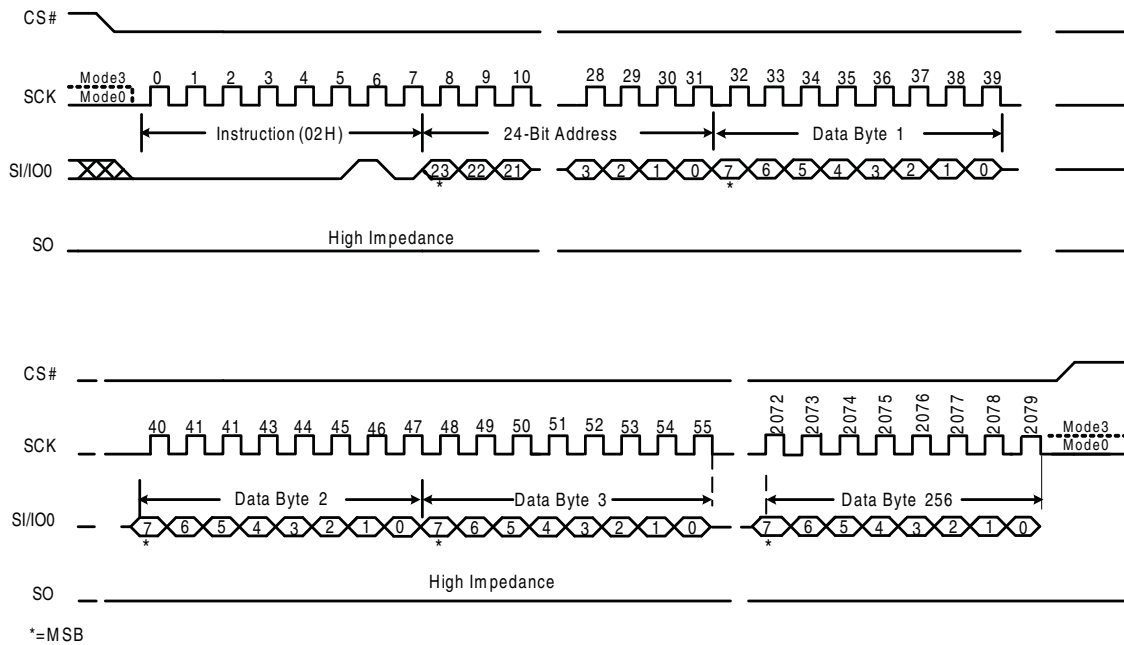 CS#
Mode3
Mode0
SCK
0 1 2 3 4 5 6 7 8 9 10 28 29 30 31 32 33 34 35 36 37 38 39
Instruction (02H) 24-Bit Address Data Byte 1
SI/IO0
23 22 21 3 2 1 0 7 6 5 4 3 2 1 0
* *
High Impedance
SO
CS#
40 41 41 43 44 45 46 47 48 49 50 51 52 53 54 55 2072 2073 2074 2075 2076 2077 2078 2079
SCK
Mode3
Mode0
Data Byte 2 Data Byte 3 Data Byte 256
SI/IO0
7 6 5 4 3 2 1 0 7 6 5 4 3 2 1 0 7 6 5 4 3 2 1 0
* * *
High Impedance
SO
*=MSB